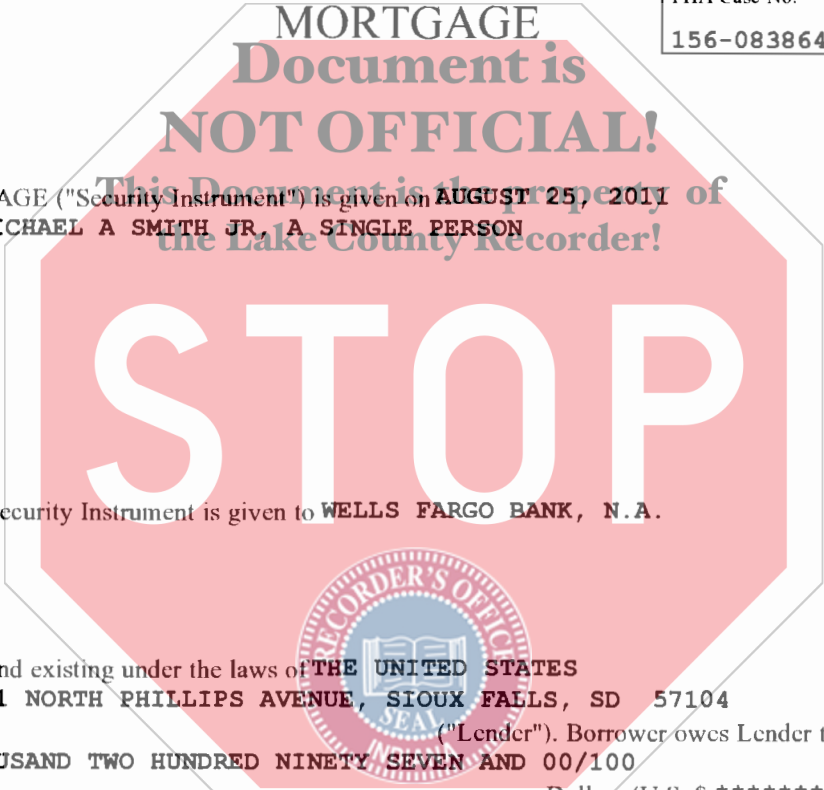 MORTGAGE
156-083864
Document is
NOT OFFICIAL!
This Document is the property of
the Lake County Recorder!
AGE ("Security Instrument") is given on AUGUST 25, 2011
ICHAEL A SMITH JR, A SINGLE PERSON
STOP
ecurity Instrument is given to WELLS FARGO BANK, N.A.
RECORDER'S OFFICE
SEAL
INDIANA
nd existing under the laws of THE UNITED STATES
1 NORTH PHILLIPS AVENUE, SIOUX FALLS, SD 57104
("Lender"). Borrower owes Lender t
USAND TWO HUNDRED NINETY SEVEN AND 00/100